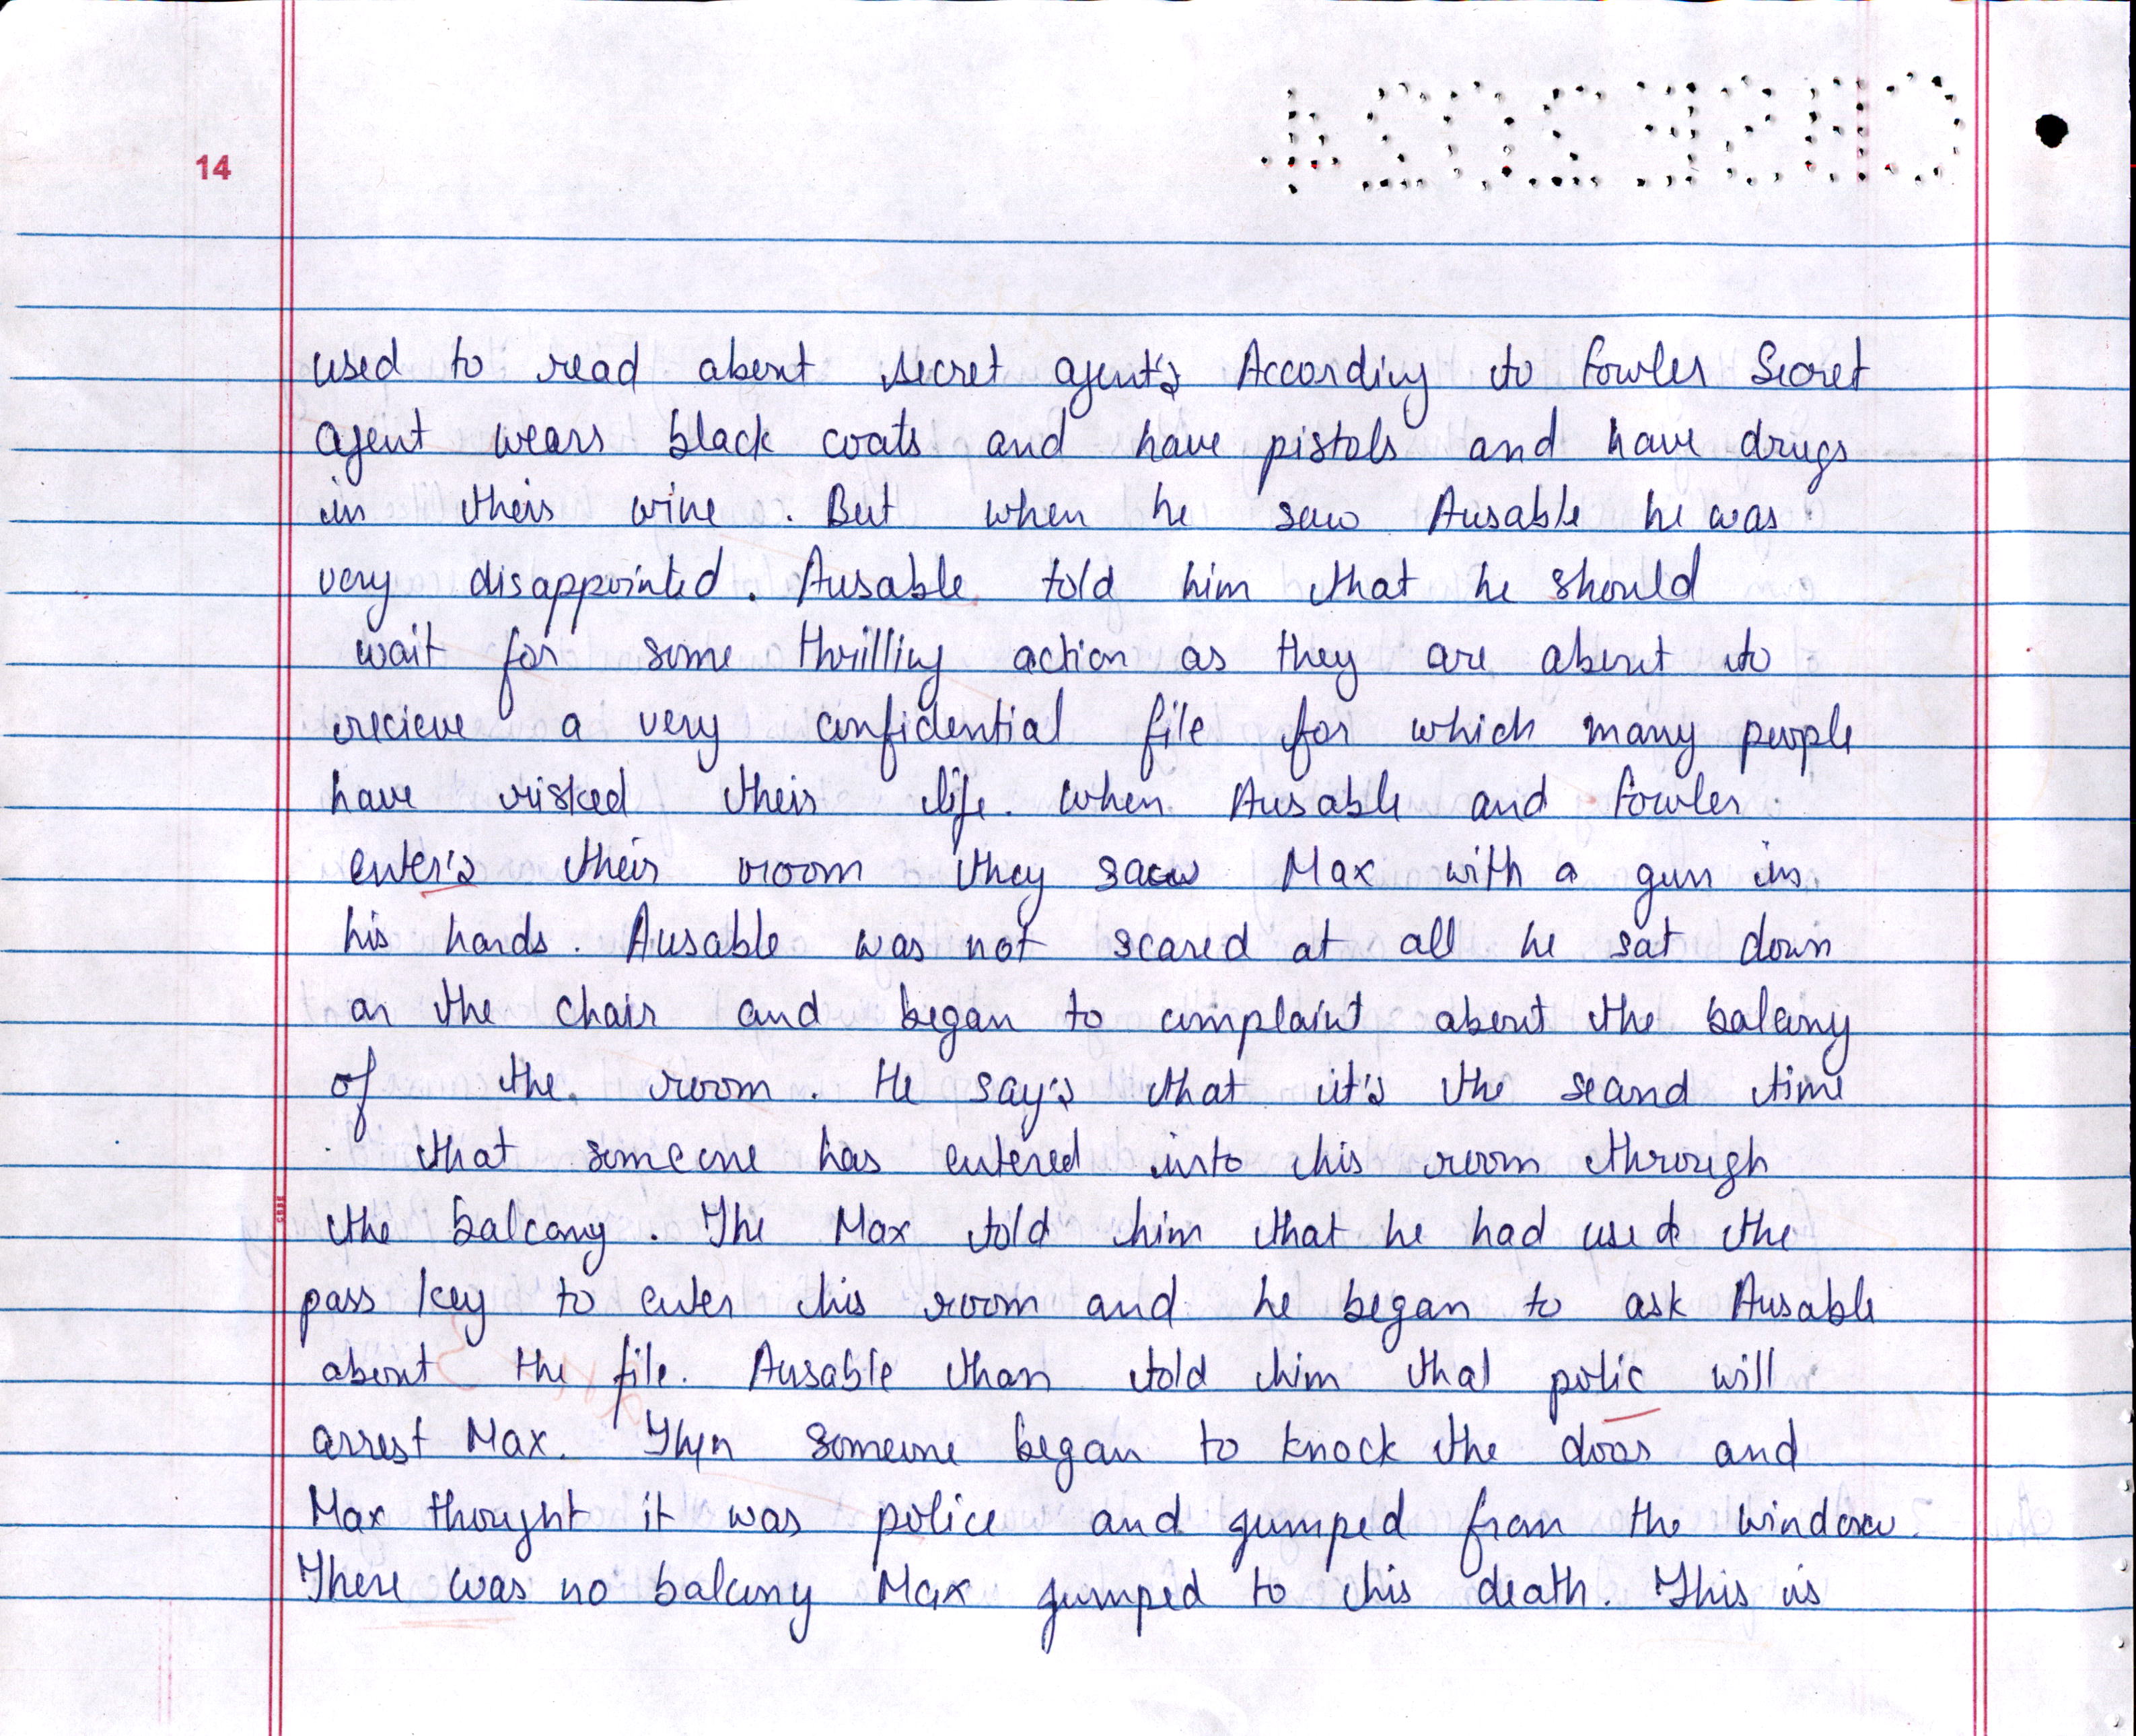 14
used to read about secret agent's According to Fowler Secret
agent wears black coats and have pistols and have drugs
in their wine . But when he saw Ausable he was
very disappointed. Ausable told him that he should
wait for some thrilling action as they are about to
recieve a very confidential file for which many people
have risked their life. When Ausable and Fowler
enter's their room they saw Max with a gun in
his hands. Ausable was not scared at all he sat down
on the chair and began to complaint about the balcony
of the room. He say's that it's the second time
that someone has entered into his room through
the balcony. The Max told him that he had used the
pass key to enter his room and he began to ask Ausable
about the file. Ausable than told him that polic will
arrest Max. Then someone began to knock the door and
Max thought it was police and jumped from the window.
There was no balcony Max jumped to his death. This is